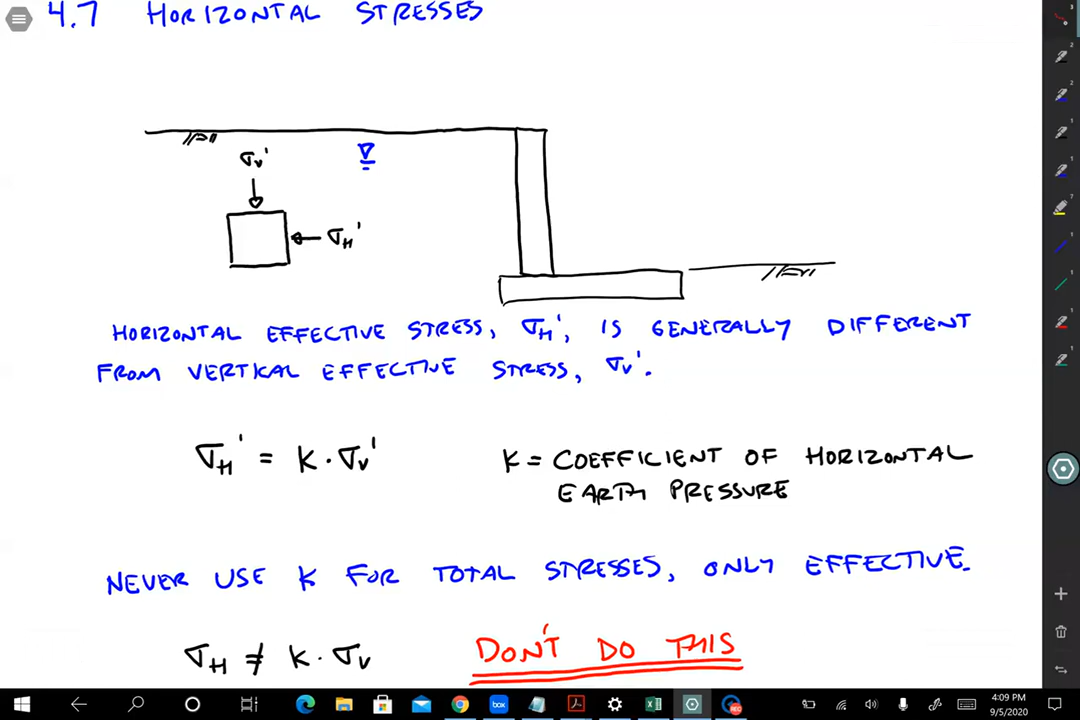 4.7 HORIZONTAL STRESSES
σv'
σH'
HORIZONTAL EFFECTIVE STRESS, σH', IS GENERALLY DIFFERENT
FROM VERTICAL EFFECTIVE STRESS, σv'.
σH' = K · σv'
K = COEFFICIENT OF HORIZONTAL
EARTH PRESSURE
NEVER USE K FOR TOTAL STRESSES, ONLY EFFECTIVE.
σH ≠ K · σv
DON'T DO THIS
box
REC
4:09 PM
9/5/2020